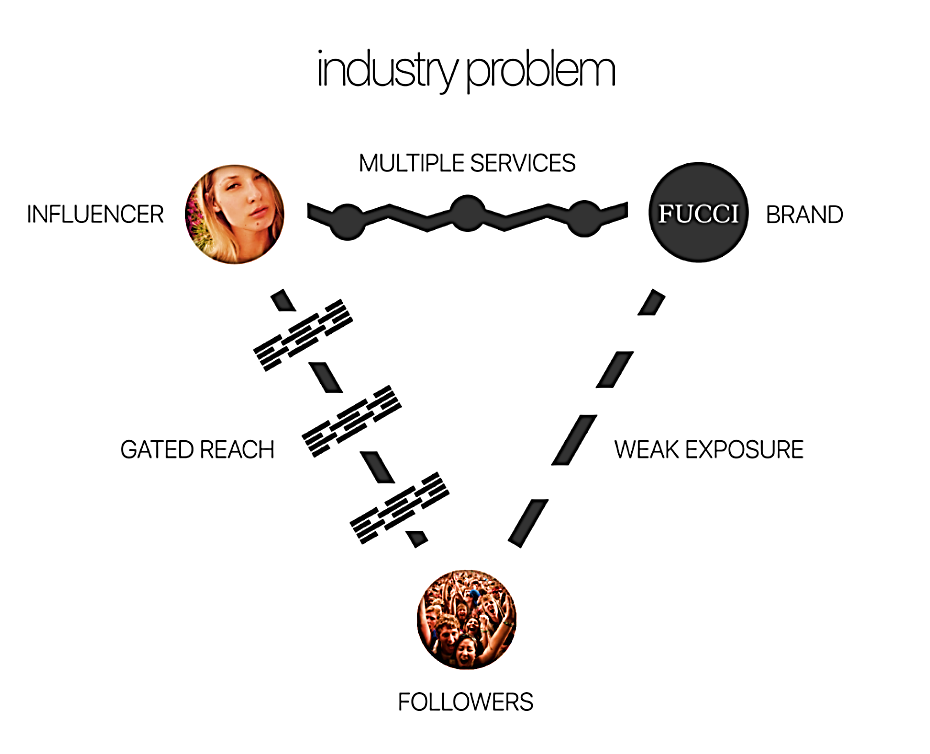 industry problem
MULTIPLE SERVICES
INFLUENCER
FUCCI
BRAND
GATED REACH
WEAK EXPOSURE
FOLLOWERS